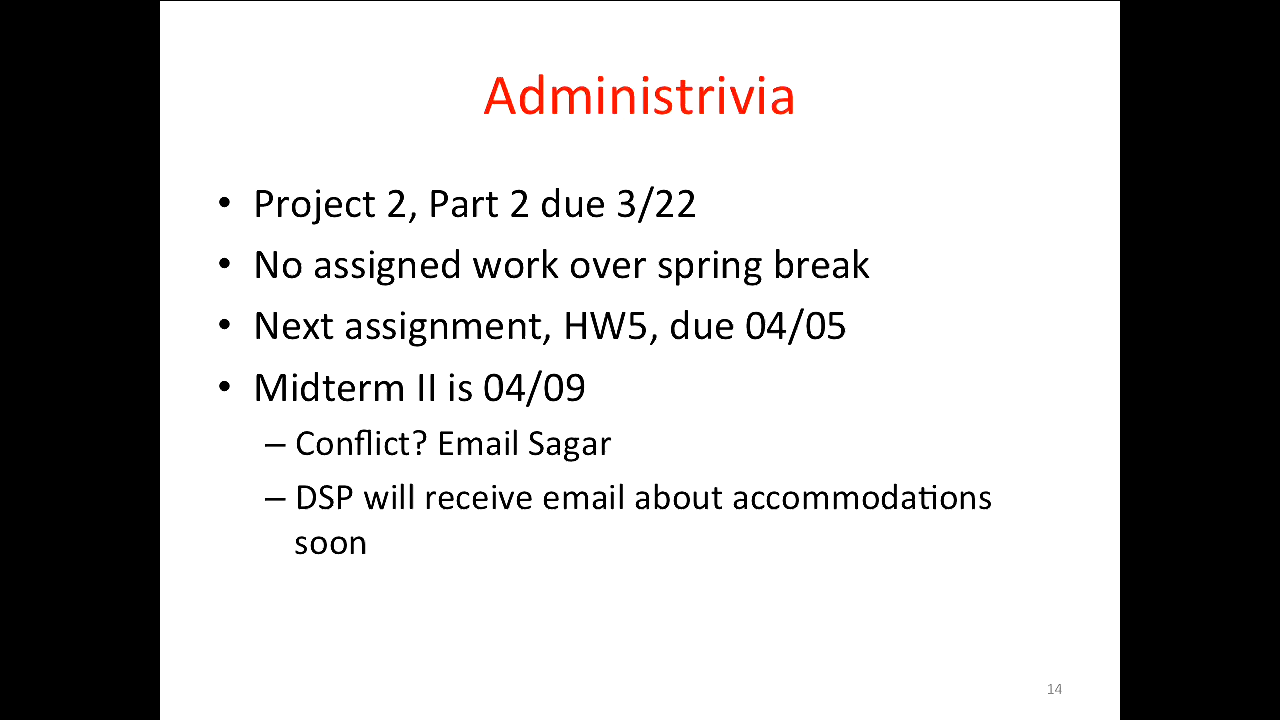 Administrivia
• Project 2, Part 2 due 3/22
• No assigned work over spring break
• Next assignment, HW5, due 04/05
• Midterm II is 04/09
– Conflict? Email Sagar
– DSP will receive email about accommodations
soon
14